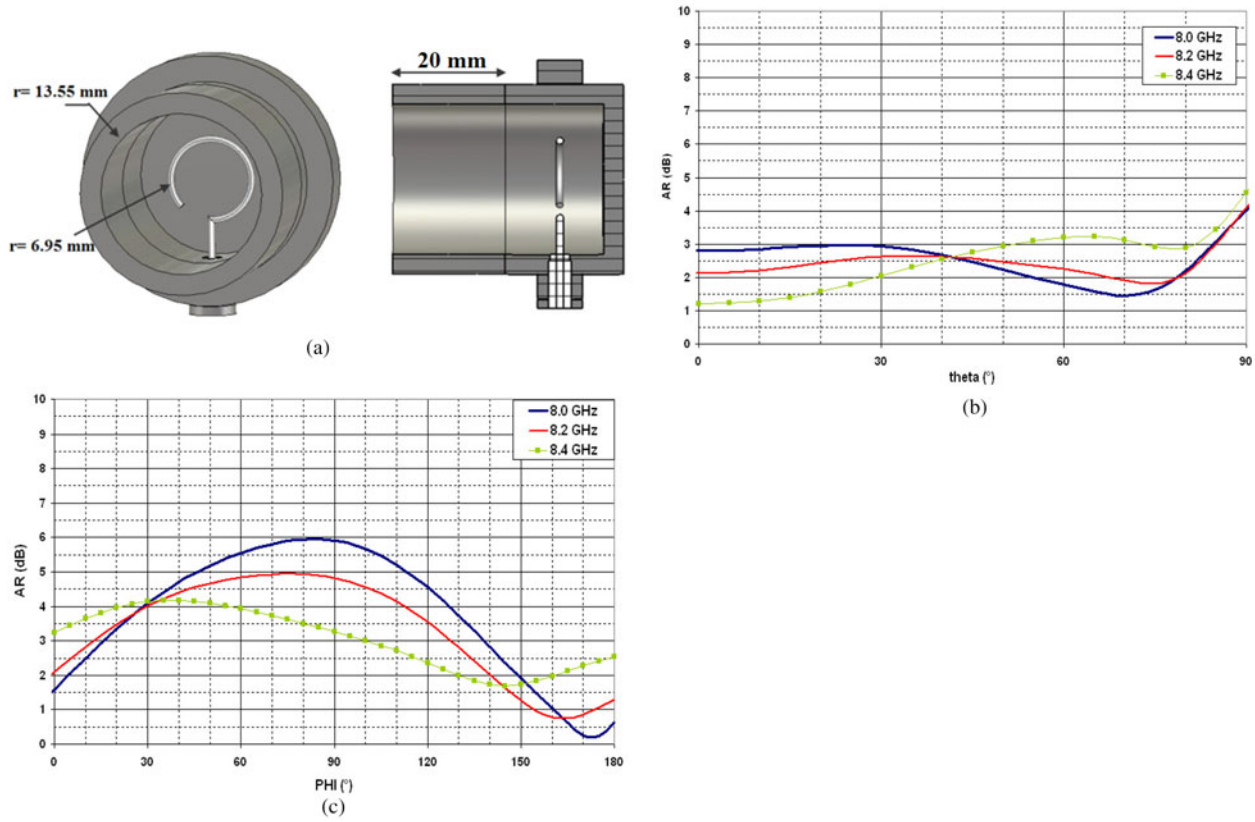 20 mm
r= 13.55 mm
r= 6.95 mm
(a)
10
9
8
7
6
5
4
3
2
1
0
AR (dB)
8.0 GHz
8.2 GHz
8.4 GHz
0
30
60
90
theta (°)
(b)
10
9
8
7
6
5
4
3
2
1
0
AR (dB)
8.0 GHz
8.2 GHz
8.4 GHz
0
30
60
90
120
150
180
PHI (°)
(c)